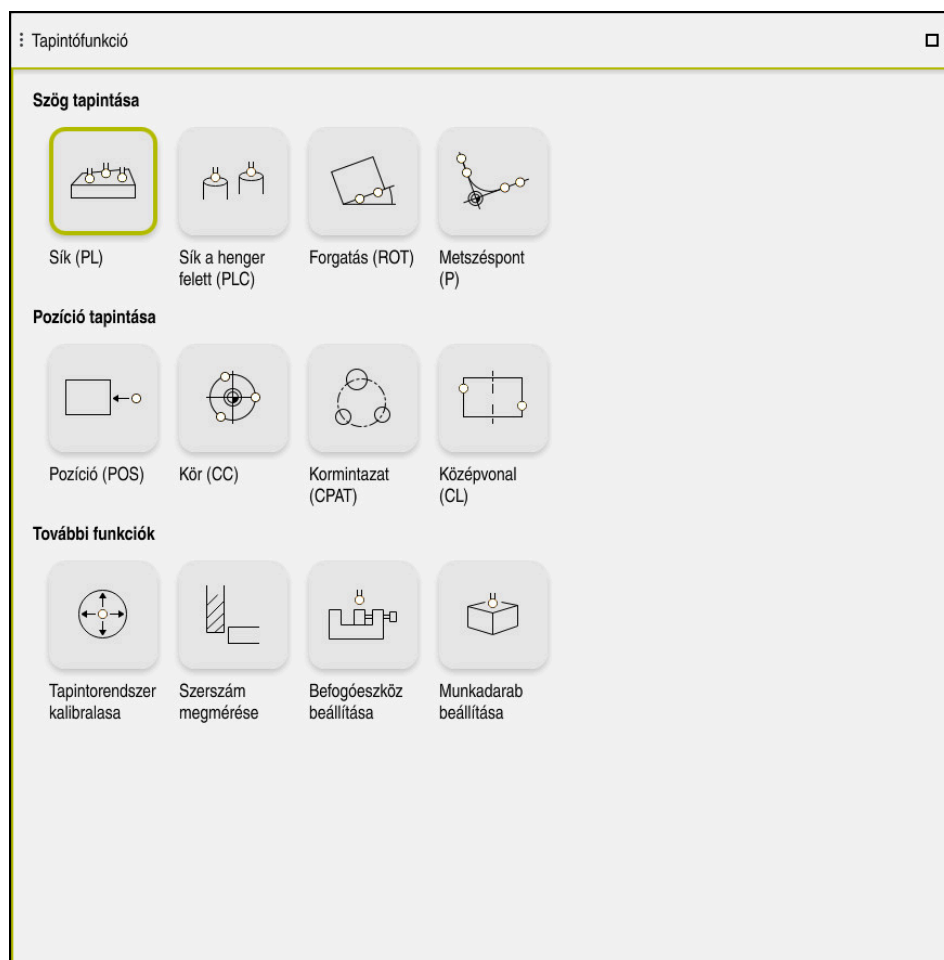 Tapintófunkció
Szög tapintása
Sík (PL)
Sík a henger
felett (PLC)
Forgatás (ROT)
Metszéspont
(P)
Pozíció tapintása
Pozíció (POS)
Kör (CC)
Kormintazat
(CPAT)
Középvonal
(CL)
További funkciók
Tapintorendszer
kalibralasa
Szerszám
megmérése
Befogóeszköz
beállítása
Munkadarab
beállítása